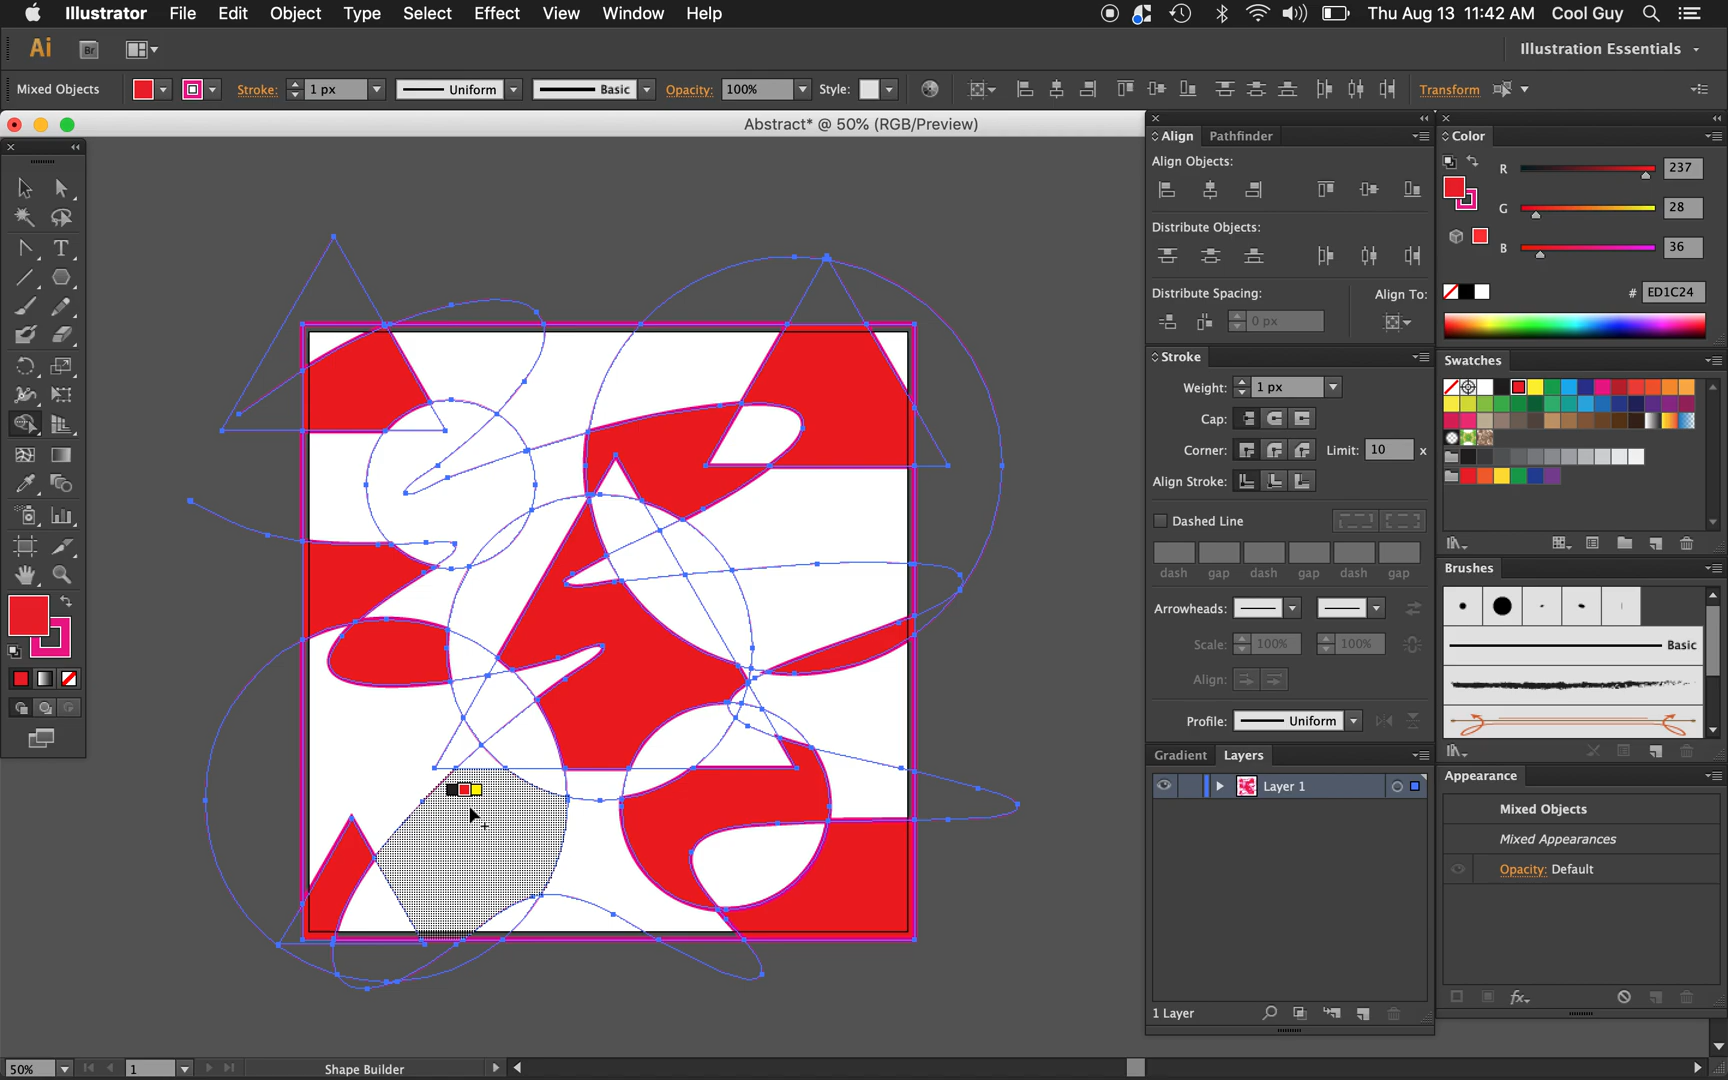 Illustrator File Edit Object Type Select Effect View Window Help Thu Aug 13 11:42 AM Cool Guy
Ai Br Illustration Essentials
Mixed Objects Stroke: 1 px Uniform Basic Opacity: 100% Style: Transform
Abstract* @ 50% (RGB/Preview)
Align Pathfinder
Align Objects:
Distribute Objects:
Distribute Spacing: Align To:
0 px
Stroke
Weight: 1 px
Cap:
Corner: Limit: 10 x
Align Stroke:
Dashed Line
dash gap dash gap dash gap
Arrowheads:
Scale: 100% 100%
Align:
Profile: Uniform
Gradient Layers
Layer 1
1 Layer
Color
R 237
G 28
B 36
# ED1C24
Swatches
Brushes
Basic
Appearance
Mixed Objects
Mixed Appearances
Opacity: Default
fx
T
50% 1 Shape Builder